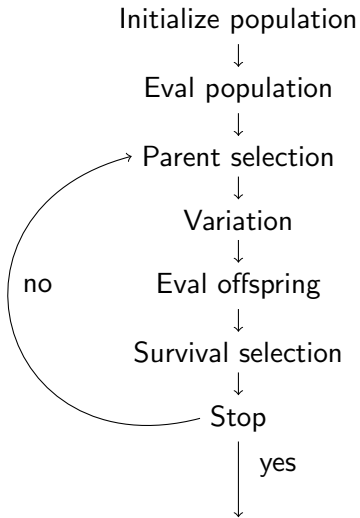 Initialize population
Eval population
Parent selection
Variation
no
Eval offspring
Survival selection
Stop
yes